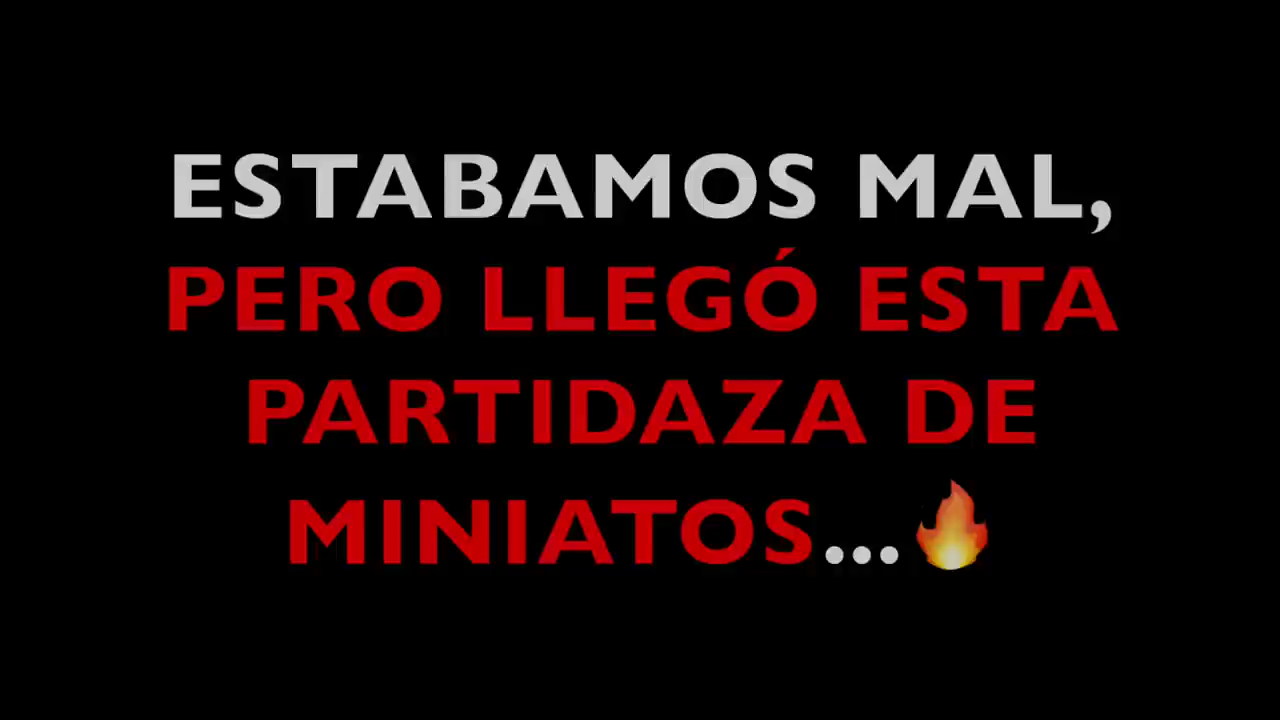 ESTABAMOS MAL,
PERO LLEGÓ ESTA
PARTIDAZA DE
MINIATOS...🔥